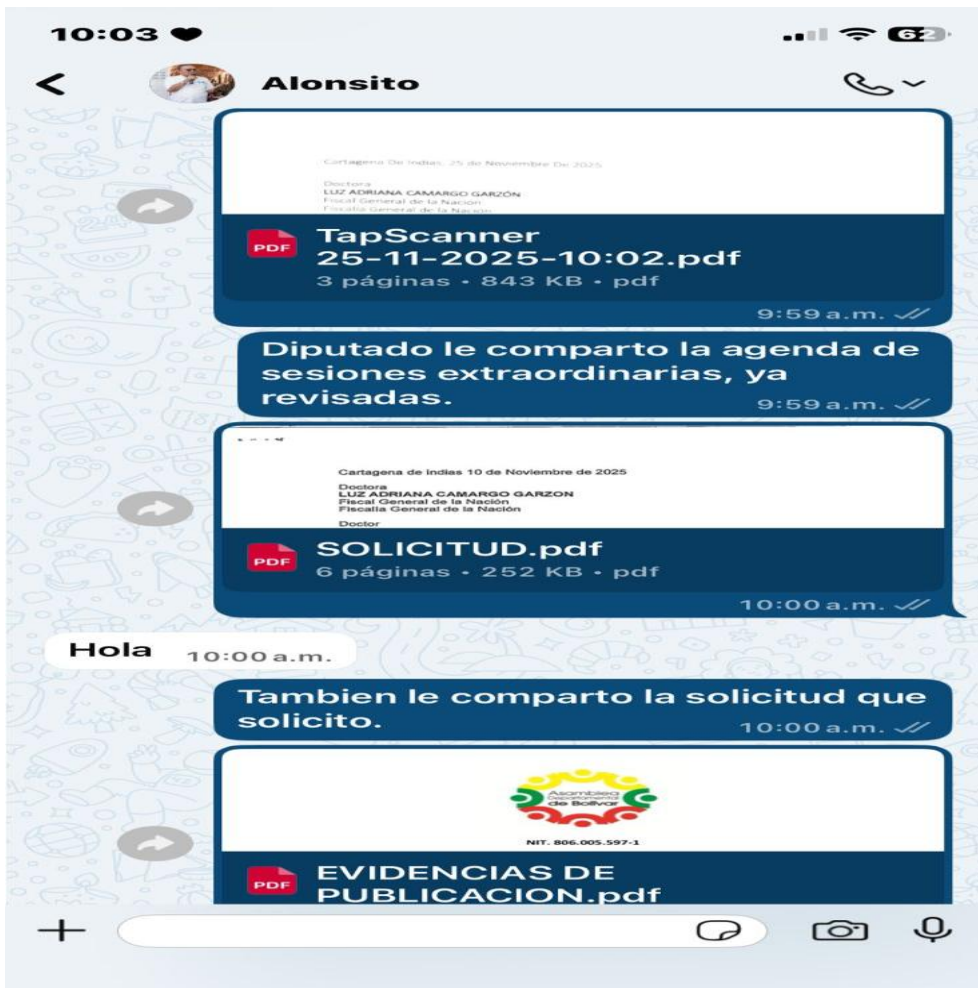 10:03
62
Alonsito
Cartagena De Indias, 25 de Noviembre De 2025
Doctora
LUZ ADRIANA CAMARGO GARZÓN
Fiscal General de la Nación
Fiscalía General de la Nación
PDF
TapScanner
25-11-2025-10:02.pdf
3 páginas • 843 KB • pdf
9:59 a.m.
Diputado le comparto la agenda de
sesiones extraordinarias, ya
revisadas.
9:59 a.m.
Cartagena de Indias 10 de Noviembre de 2025
Doctora
LUZ ADRIANA CAMARGO GARZON
Fiscal General de la Nación
Fiscalía General de la Nación
Doctor
PDF
SOLICITUD.pdf
6 páginas • 252 KB • pdf
10:00 a.m.
Hola 10:00 a.m.
Tambien le comparto la solicitud que
solicito.
10:00 a.m.
Asamblea
Departamental
de Bolívar
NIT. 806.005.597-1
PDF
EVIDENCIAS DE
PUBLICACION.pdf